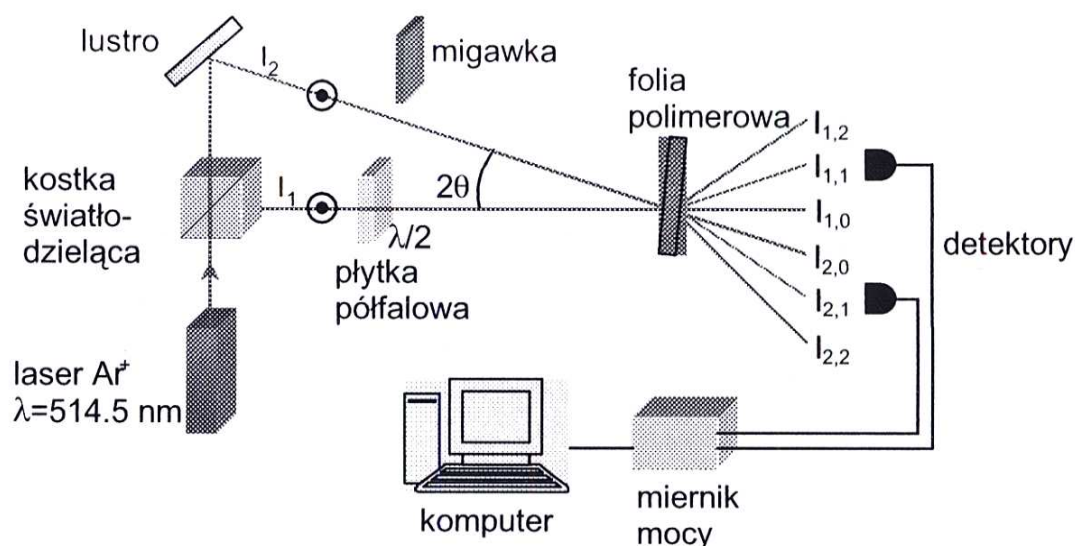 lustro
I₂
migawka
folia
polimerowa
I₁,₂
I₁,₁
I₁,₀
I₂,₀
I₂,₁
I₂,₂
detektory
kostka
światło-
dzieląca
I₁
2θ
λ/2
płytka
półfalowa
laser Ar⁺
λ=514.5 nm
komputer
miernik
mocy